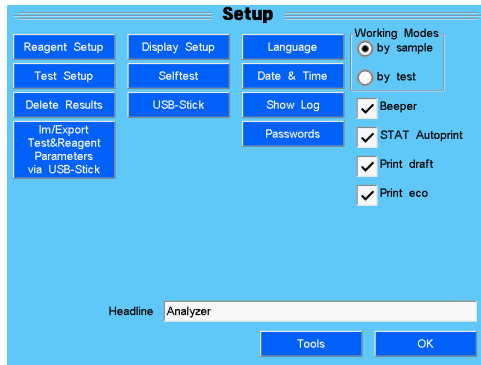 Setup
Reagent Setup
Display Setup
Language
Working Modes
by sample
Test Setup
Selftest
Date & Time
by test
Delete Results
USB-Stick
Show Log
Beeper
Im/Export
Test&Reagent
Parameters
via USB-Stick
Passwords
STAT Autoprint
Print draft
Print eco
Headline
Analyzer
Tools
OK